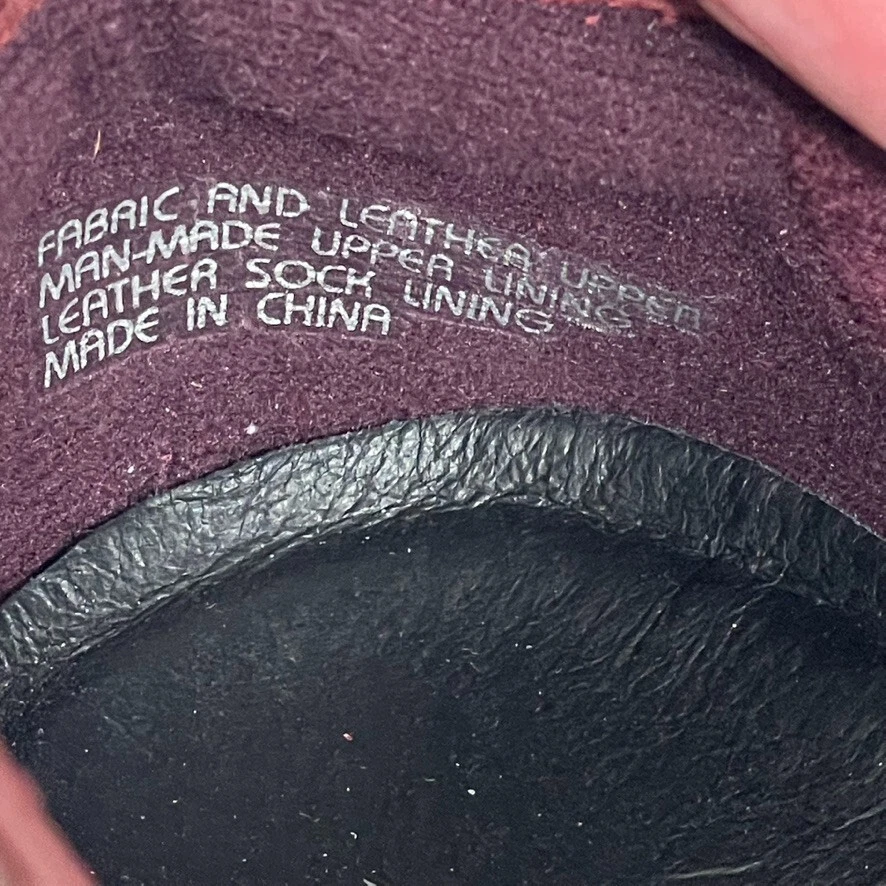 FABRIC AND LEATHER UPPER
MAN-MADE UPPER LINING
LEATHER SOCK LINING
MADE IN CHINA